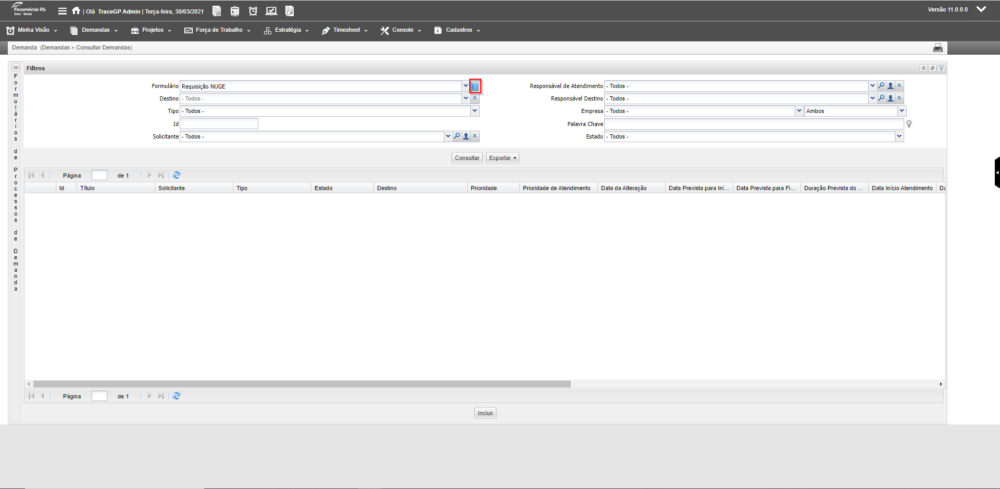 Fecomércio RS
Sesc Senac
| Olá TraceGP Admin | Terça-feira, 30/03/2021
Versão 11.0.0.0
Minha Visão
Demandas
Projetos
Força de Trabalho
Estratégia
Timesheet
Console
Cadastros
Demanda (Demandas > Consultar Demandas)
Formulários de Processos de Demanda
Filtros
Formulário Requisição NUGE
Responsável de Atendimento - Todos -
Destino - Todos -
Responsável Destino - Todos -
Tipo - Todos -
Empresa - Todos - Ambos
Id
Palavra Chave
Solicitante - Todos -
Estado - Todos -
Consultar
Exportar
Página de 1
Id Título Solicitante Tipo Estado Destino Prioridade Prioridade de Atendimento Data da Alteração Data Prevista para Iní... Data Prevista para Fi... Duração Prevista do ... Data Início Atendimento Da
Página de 1
Incluir